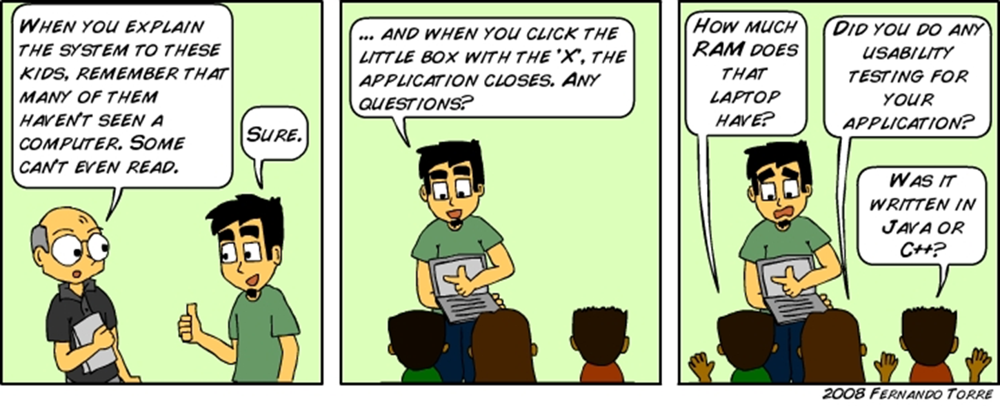 WHEN YOU EXPLAIN
THE SYSTEM TO THESE
KIDS, REMEMBER THAT
MANY OF THEM
HAVEN'T SEEN A
COMPUTER. SOME
CAN'T EVEN READ.
SURE.
... AND WHEN YOU CLICK THE
LITTLE BOX WITH THE 'X', THE
APPLICATION CLOSES. ANY
QUESTIONS?
HOW MUCH
RAM DOES
THAT
LAPTOP
HAVE?
DID YOU DO ANY
USABILITY
TESTING FOR
YOUR
APPLICATION?
WAS IT
WRITTEN IN
JAVA OR
C++?
2008 FERNANDO TORRE